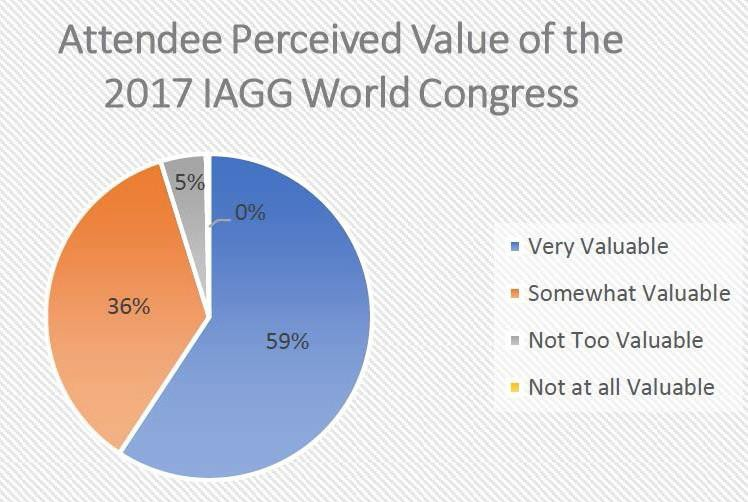 Attendee Perceived Value of the
2017 IAGG World Congress
5%
0%
36%
59%
Very Valuable
Somewhat Valuable
Not Too Valuable
Not at all Valuable